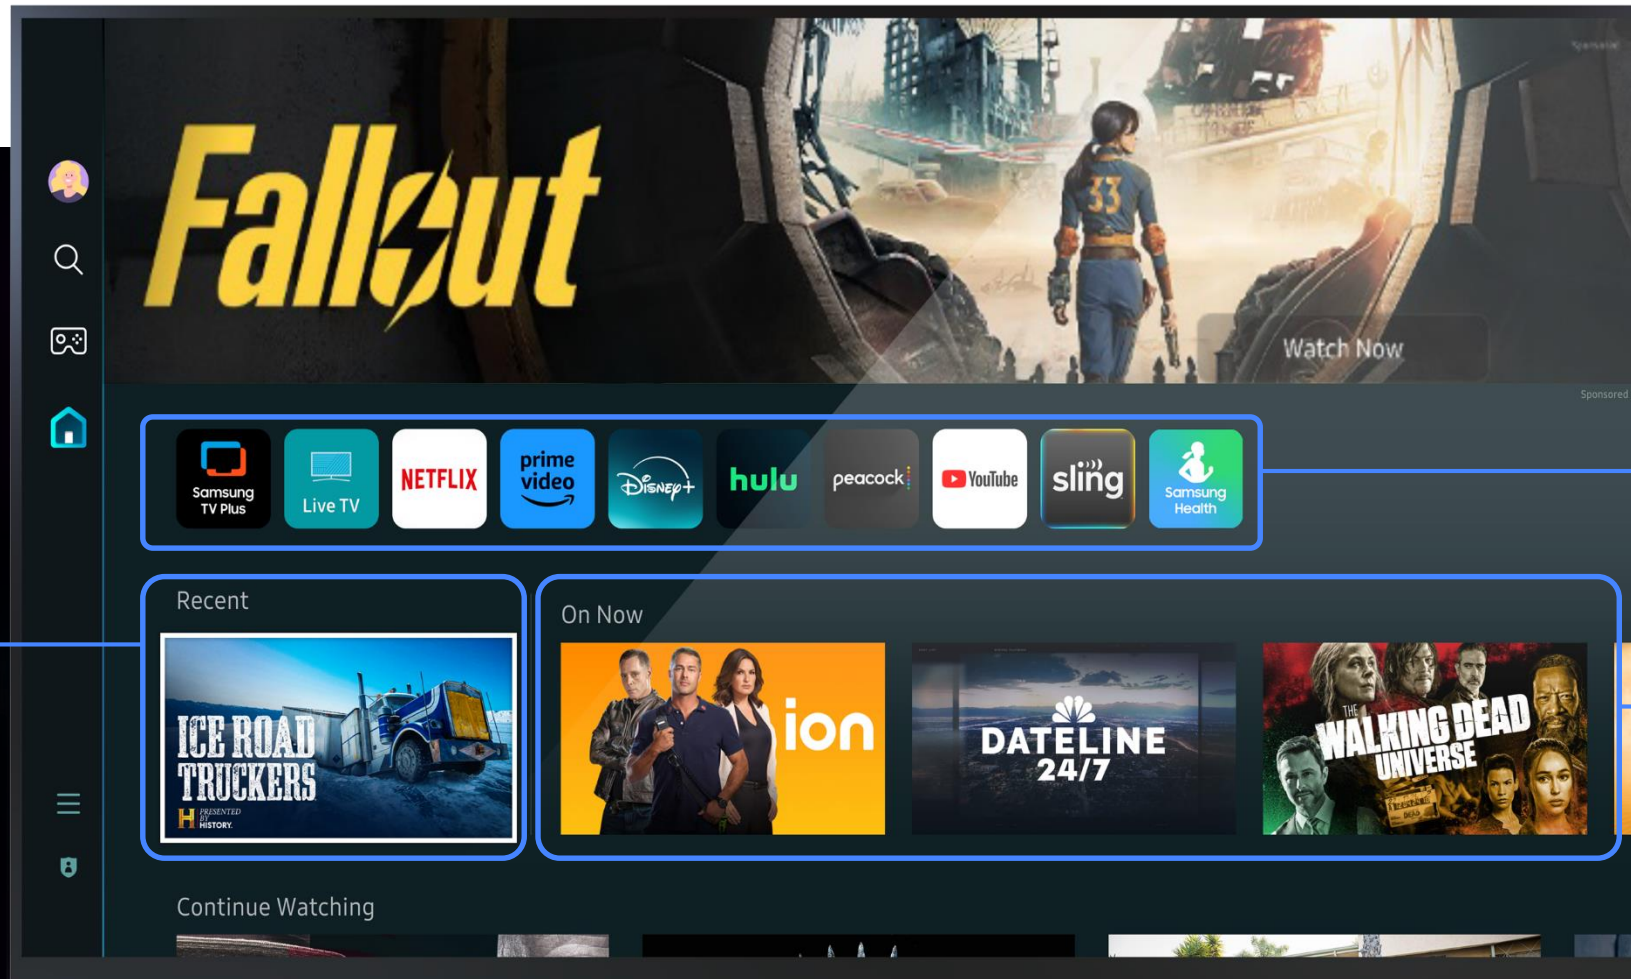 Sponsored
Fallout
33
Watch Now
Sponsored
Samsung
TV Plus
Live TV
NETFLIX
prime
video
Disney+
hulu
peacock
YouTube
sling
Samsung
Health
Recent
On Now
ICE ROAD
TRUCKERS
H PRESENTED
BY
HISTORY.
ion
DATELINE
24/7
THE
WALKING DEAD
UNIVERSE
Continue Watching